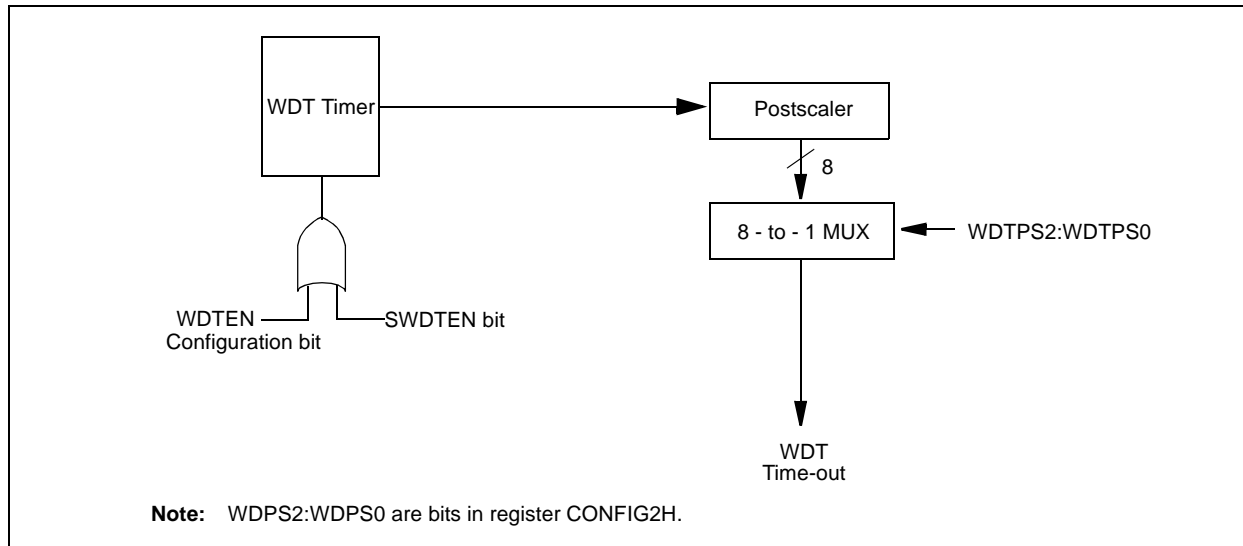 WDT Timer
Postscaler
8
8 - to - 1 MUX
WDTPS2:WDTPS0
WDTEN
Configuration bit
SWDTEN bit
WDT
Time-out
Note: WDPS2:WDPS0 are bits in register CONFIG2H.